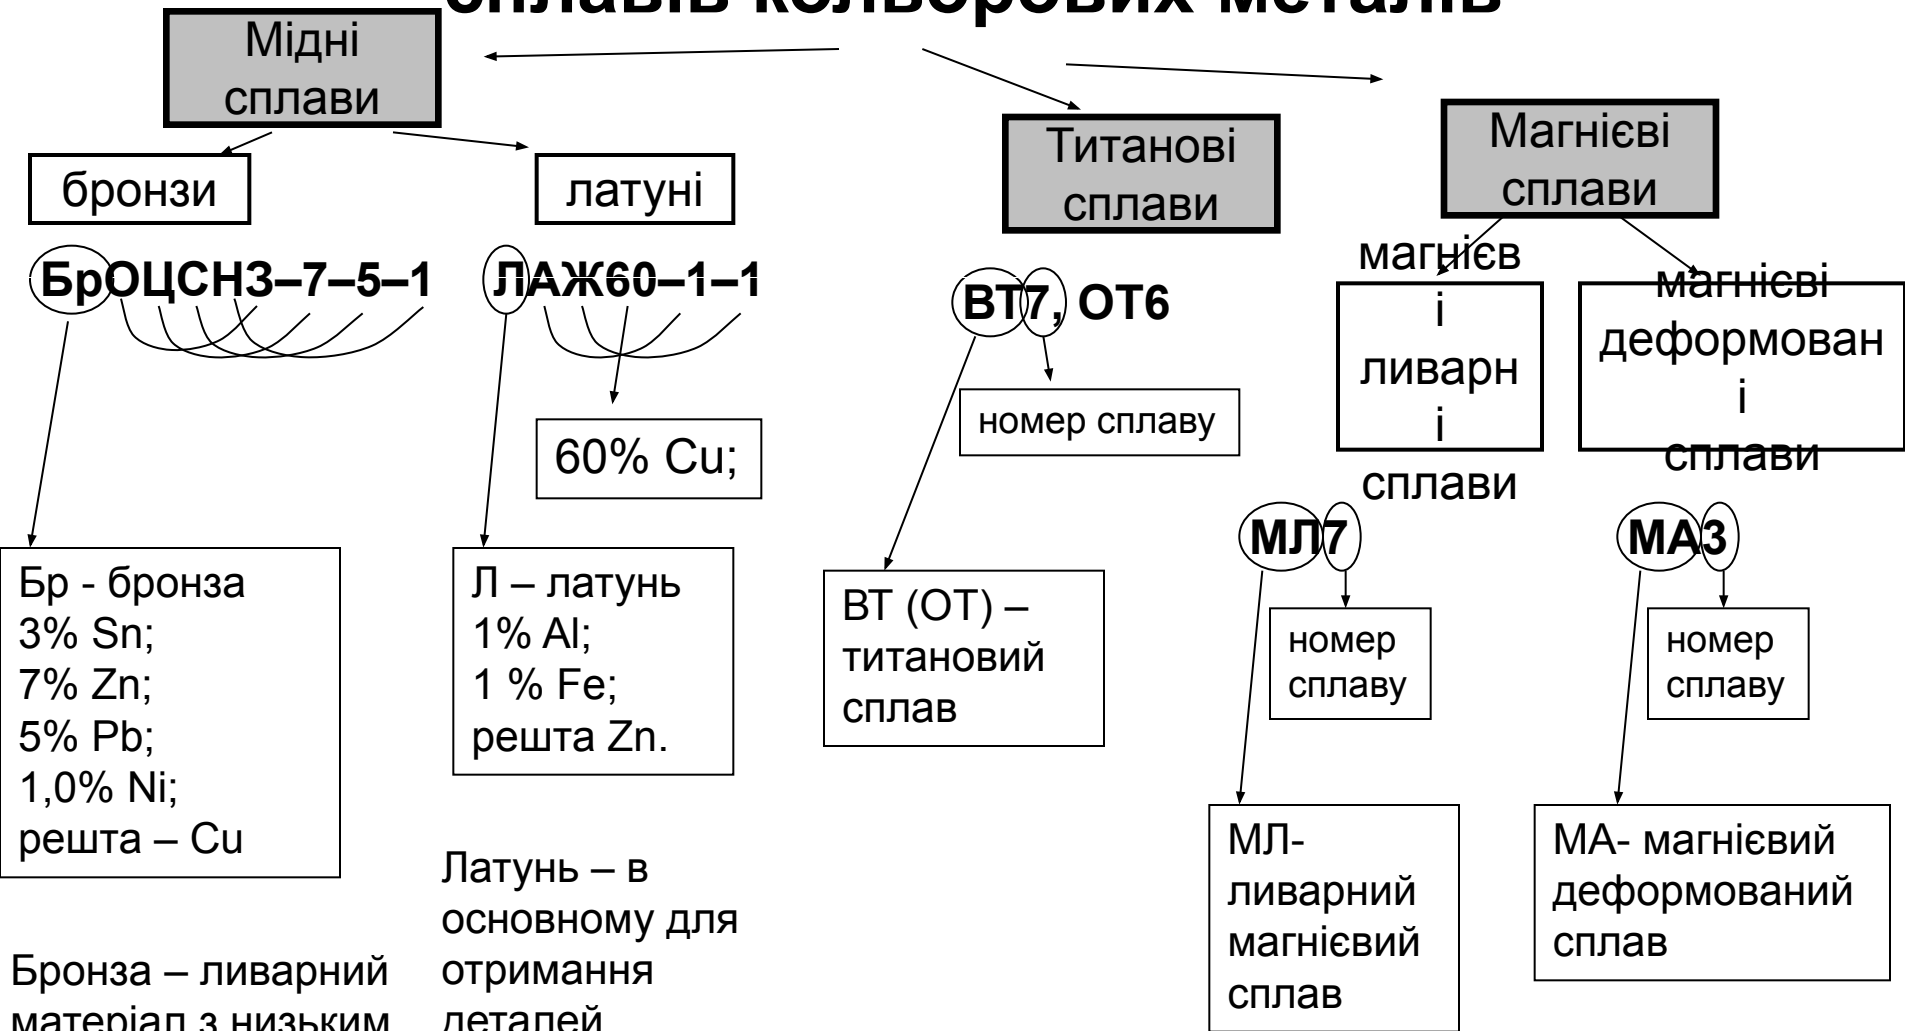 сплавів кольорових металів
Мідні
сплави
бронзи
латуні
Титанові
сплави
Магнієві
сплави
БрОЦСН3–7–5–1
ЛАЖ60–1–1
ВТ7, ОТ6
магнієв
і
ливарн
і
сплави
магнієві
деформован
і
сплави
60% Cu;
номер сплаву
МЛ7
МА3
Бр - бронза
3% Sn;
7% Zn;
5% Pb;
1,0% Ni;
решта – Cu
Л – латунь
1% Al;
1 % Fe;
решта Zn.
ВТ (ОТ) –
титановий
сплав
номер
сплаву
номер
сплаву
МЛ-
ливарний
магнієвий
сплав
МА- магнієвий
деформований
сплав
Бронза – ливарний
матеріал з низьким
Латунь – в
основному для
отримання
деталей